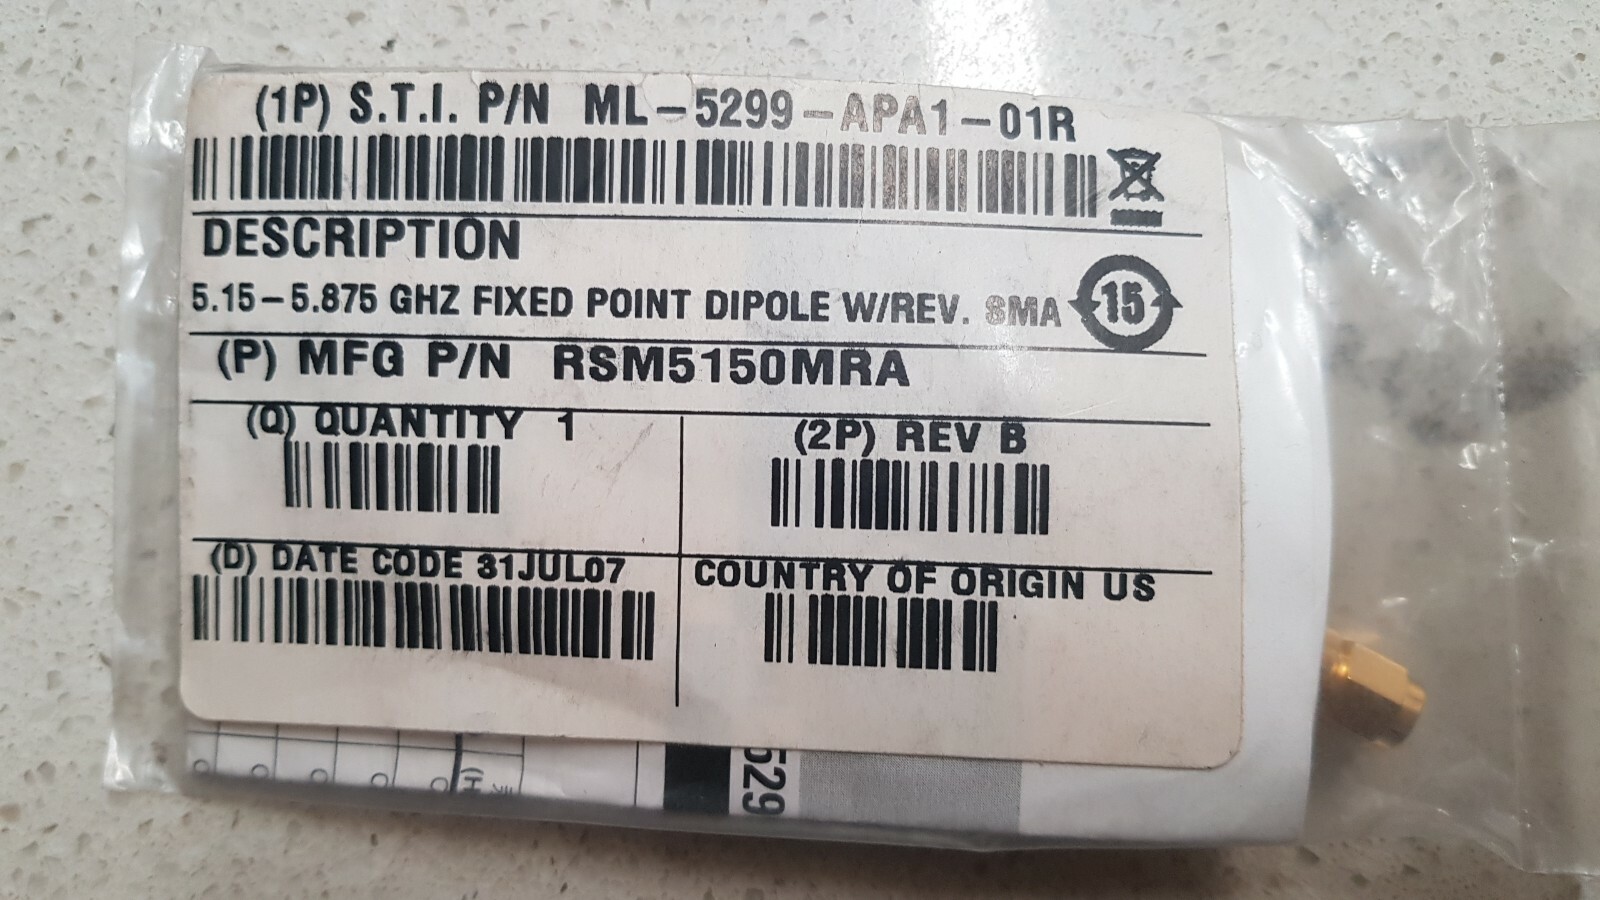 (1P) S.T.I. P/N ML-5299-APA1-01R
DESCRIPTION
5.15-5.875 GHZ FIXED POINT DIPOLE W/REV. SMA
15
(P) MFG P/N RSM5150MRA
(Q) QUANTITY 1
(2P) REV B
(D) DATE CODE 31JUL07
COUNTRY OF ORIGIN US
529